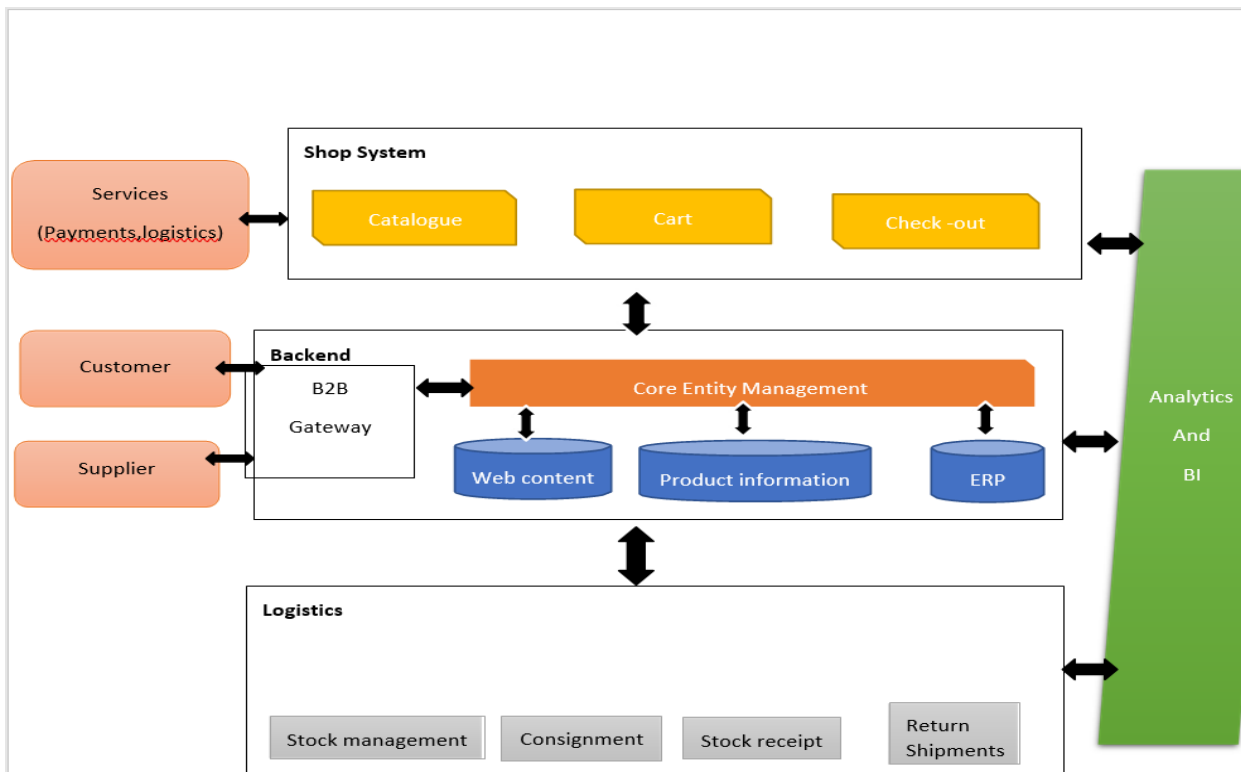 Shop System
Services
(Payments,logistics)
Catalogue
Cart
Check -out
Backend
Customer
B2B
Gateway
Core Entity Management
Supplier
Web content
Product information
ERP
Analytics
And
BI
Logistics
Stock management
Consignment
Stock receipt
Return
Shipments